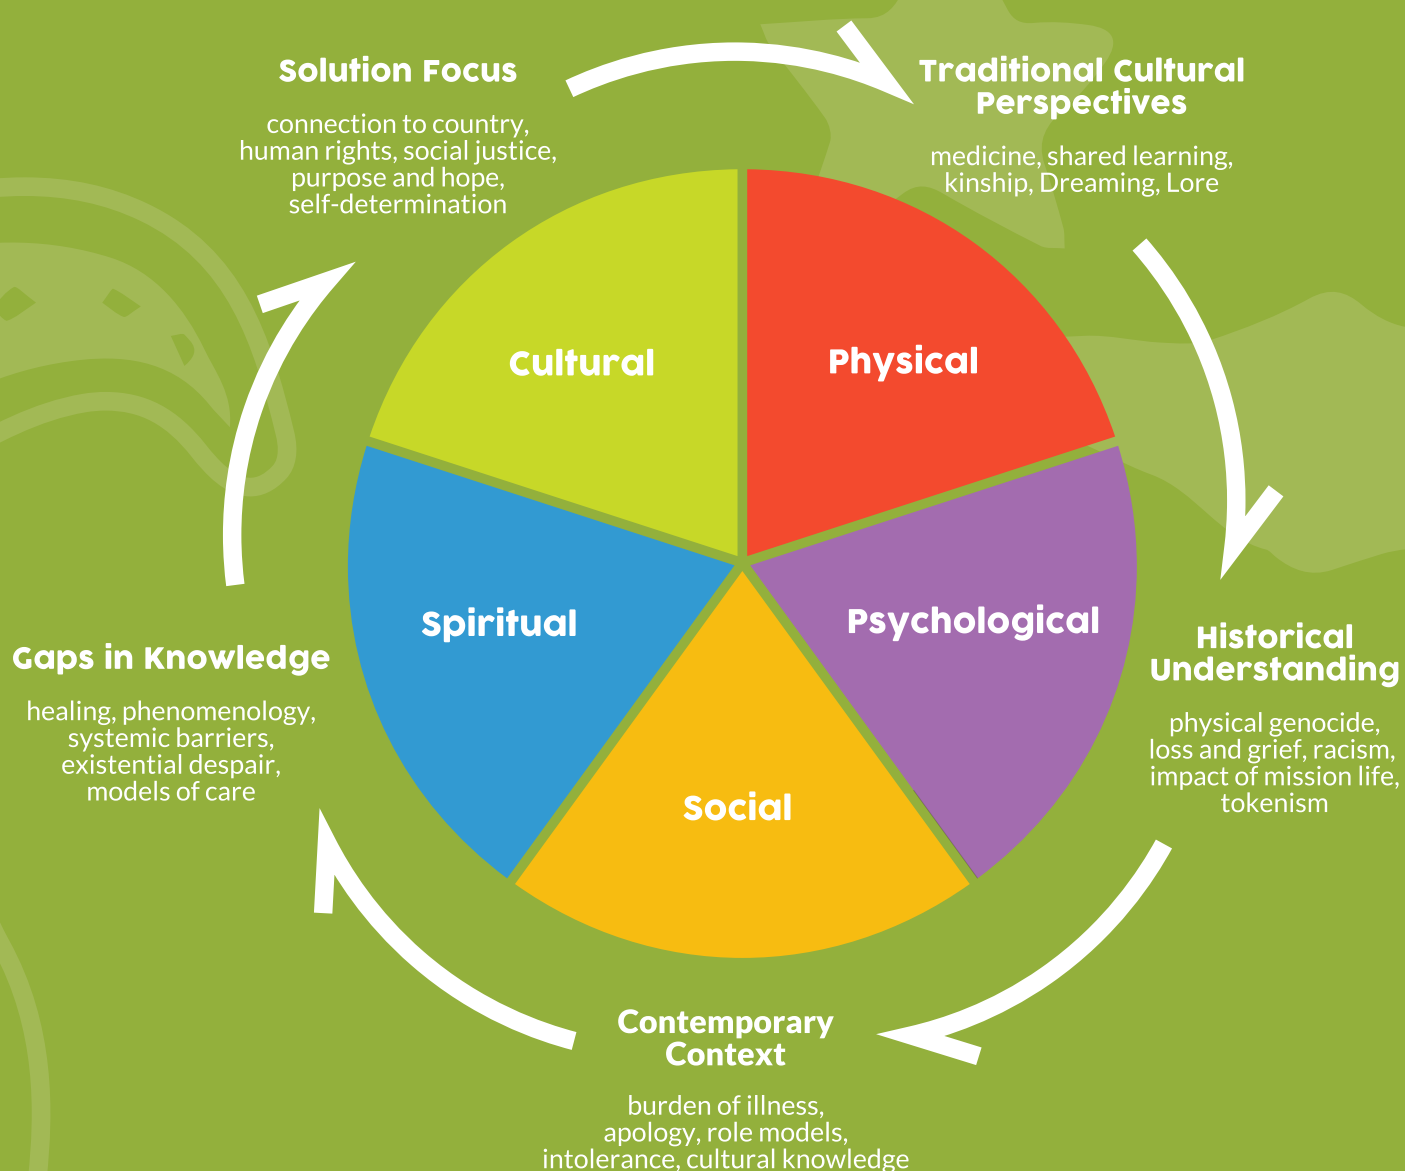 Solution Focus
connection to country,
human rights, social justice,
purpose and hope,
self-determination
Traditional Cultural
Perspectives
medicine, shared learning,
kinship, Dreaming, Lore
Cultural
Physical
Spiritual
Psychological
Social
Historical
Understanding
physical genocide,
loss and grief, racism,
impact of mission life,
tokenism
Contemporary
Context
burden of illness,
apology, role models,
intolerance, cultural knowledge
Gaps in Knowledge
healing, phenomenology,
systemic barriers,
existential despair,
models of care